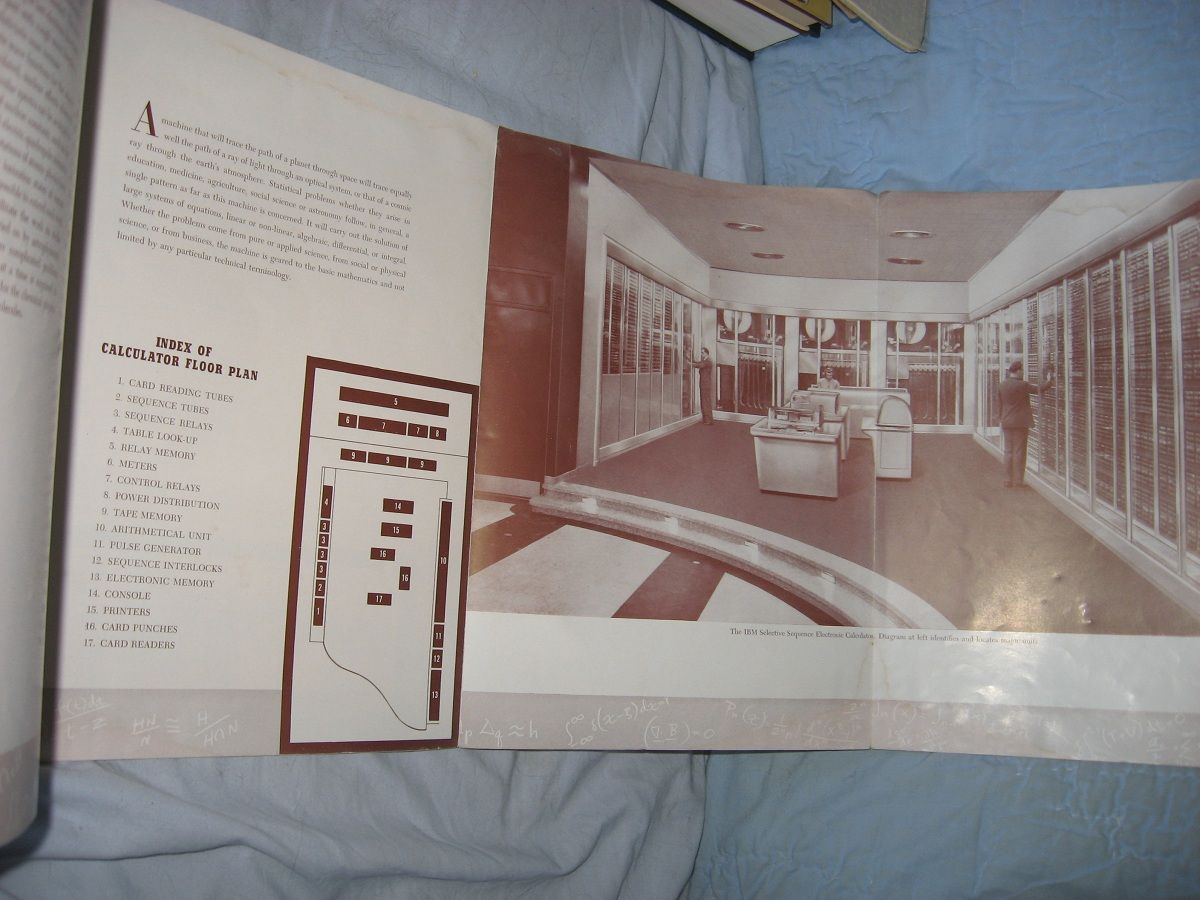 A machine that will trace the path of a planet through space will trace equally
well the path of a ray of light through an optical system, or that of a cosmic
ray through the earth's atmosphere. Statistical problems whether they arise in
education, medicine, agriculture, social science or astronomy follow, in general, a
single pattern as far as this machine is concerned. It will carry out the solution of
large systems of equations, linear or non-linear, algebraic, differential, or integral.
Whether the problems come from pure or applied science, from social or physical
science, or from business, the machine is geared to the basic mathematics and not
limited by any particular technical terminology.
INDEX OF
CALCULATOR FLOOR PLAN
1. CARD READING TUBES
2. SEQUENCE TUBES
3. SEQUENCE RELAYS
4. TABLE LOOK-UP
5. RELAY MEMORY
6. METERS
7. CONTROL RELAYS
8. POWER DISTRIBUTION
9. TAPE MEMORY
10. ARITHMETICAL UNIT
11. PULSE GENERATOR
12. SEQUENCE INTERLOCKS
13. ELECTRONIC MEMORY
14. CONSOLE
15. PRINTERS
16. CARD PUNCHES
17. CARD READERS
5
6 7 7 8
9 9 9
4
14
3
15
3
10
3
16
3
16
2
17
1
11
12
13
The IBM Selective Sequence Electronic Calculator. Diagram at left identifies and locates major units.